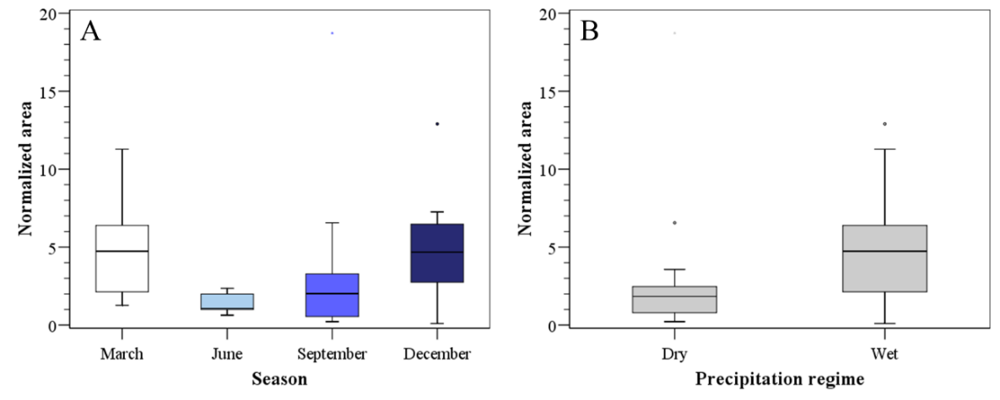 A
Normalized area
20
15
10
5
0
March June September December
Season
B
Normalized area
20
15
10
5
0
Dry Wet
Precipitation regime